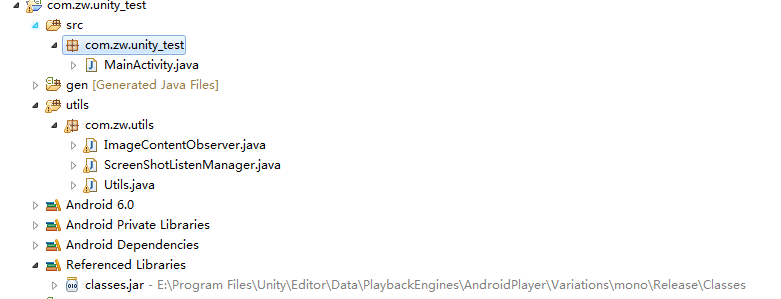 com.zw.unity_test
src
com.zw.unity_test
MainActivity.java
gen [Generated Java Files]
utils
com.zw.utils
ImageContentObserver.java
ScreenShotListenManager.java
Utils.java
Android 6.0
Android Private Libraries
Android Dependencies
Referenced Libraries
classes.jar - E:\Program Files\Unity\Editor\Data\PlaybackEngines\AndroidPlayer\Variations\mono\Release\Classes